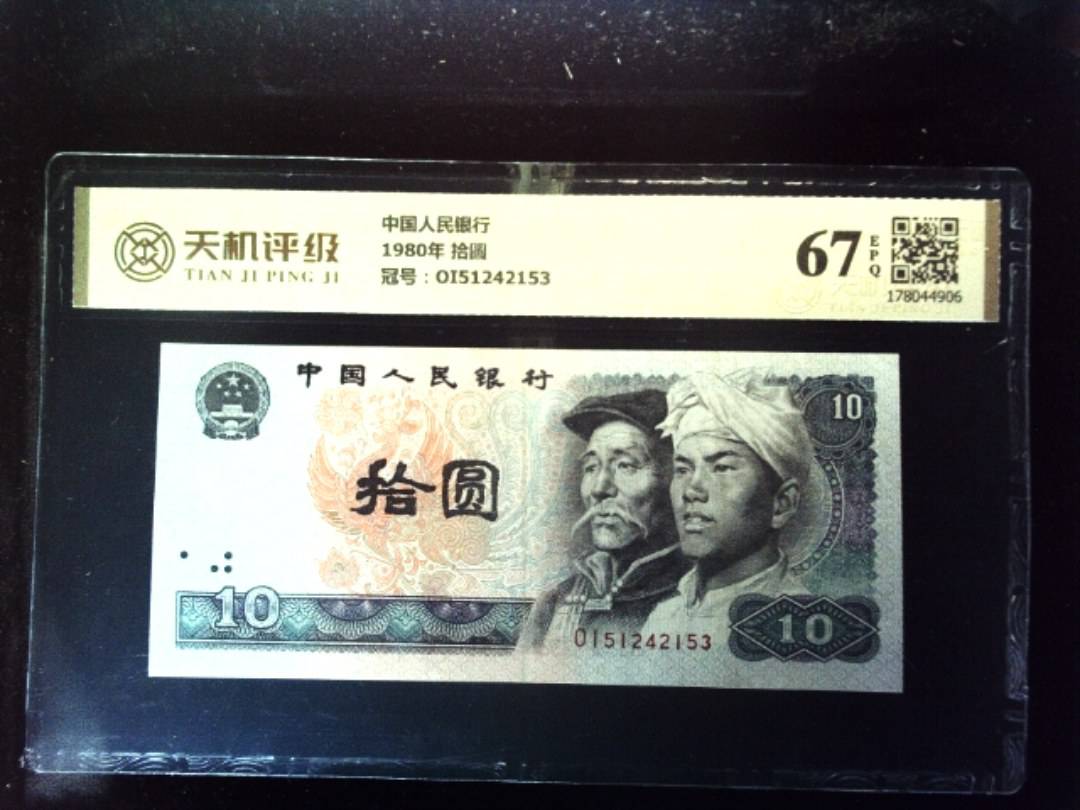 天机评级
TIAN JI PING JI
中国人民银行
1980年 拾圆
冠号：OI51242153
67
EPQ
178044906
中国人民银行
10
拾圆
10
OI51242153
10